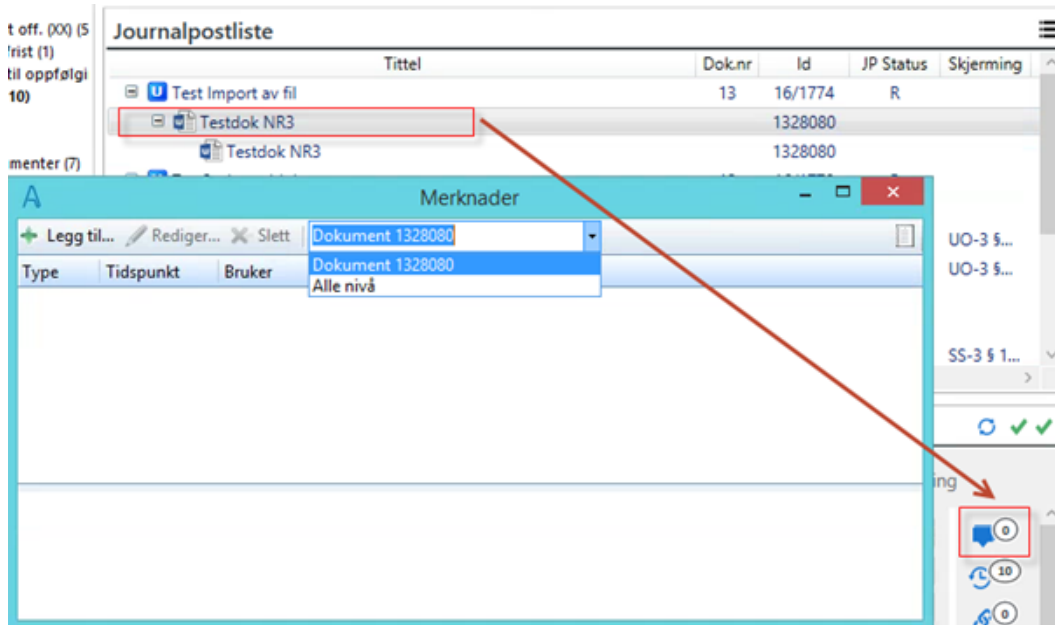 t off. (XX) (5
frist (1)
til oppfølgi
10)
menter (7)
Journalpostliste
Tittel Dok.nr Id JP Status Skjerming
U Test Import av fil 13 16/1774 R
Testdok NR3 1328080
Testdok NR3 1328080
A Merknader
Legg til... Rediger... Slett Dokument 1328080
Type Tidspunkt Bruker
Dokument 1328080
Alle nivå
UO-3 §...
UO-3 §...
SS-3 § 1...
ing
0
10
0